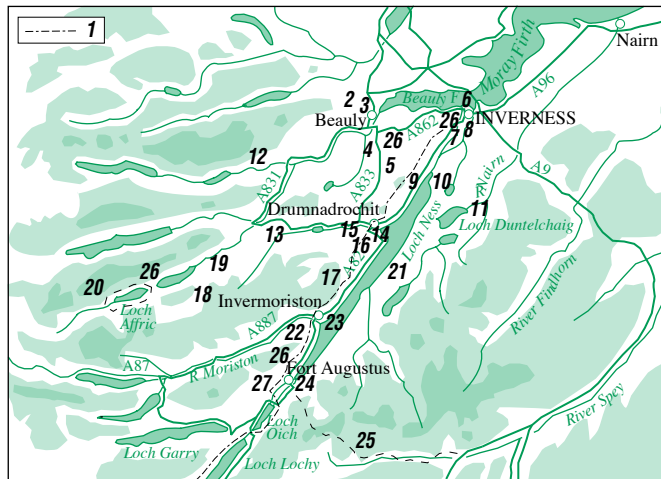 1
Nairn
Moray Firth
A96
2
3
Beauly F
6
Beauly
INVERNESS
26
A862
26
7
8
4
5
12
A9
R Nairn
A831
A833
9
10
11
Drumnadrochit
Loch Duntelchaig
13
15
14
16
A82
Loch Ness
20
26
19
17
21
18
Loch
Affric
Invermoriston
23
River Findhorn
A887
22
A87
R Moriston
26
Fort Augustus
27
24
River Spey
Loch
Oich
25
Loch Garry
Loch Lochy